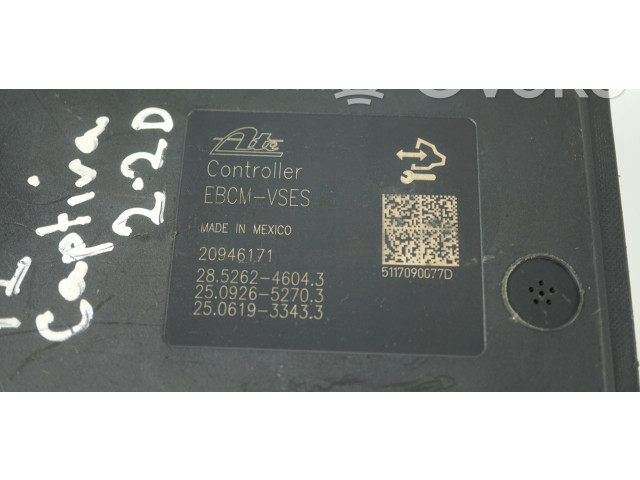 Ate
Controller
EBCM-VSES
MADE IN MEXICO
20946171
28.5262-4604.3
25.0926-5270.3
25.0619-3343.3
5117090077D
Captiva
2.2D